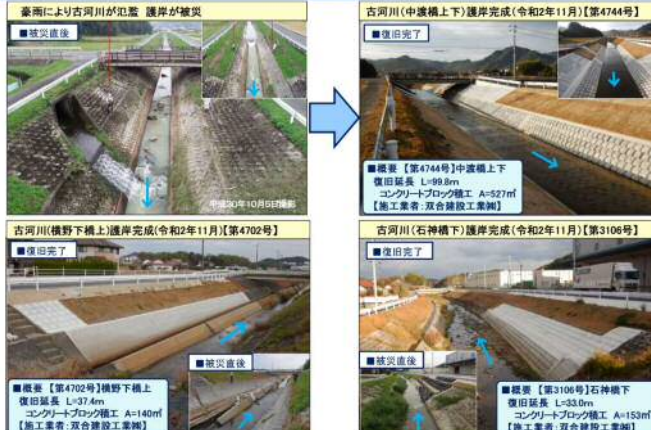 豪雨により古河川が氾濫 護岸が被災
■被災直後
平成30年10月5日撮影
古河川(中渡橋上下)護岸完成(令和2年11月)【第4744号】
■復旧完了
■概要 【第4744号】中渡橋上下
復旧延長 L=99.8m
コンクリートブロック積工 A=527㎡
【施工業者:双合建設工業㈱】
古河川(横野下橋上)護岸完成(令和2年11月)【第4702号】
■復旧完了
■被災直後
■概要 【第4702号】横野下橋上
復旧延長 L=37.4m
コンクリートブロック積工 A=140㎡
【施工業者:双合建設工業㈱】
古河川(石神橋下)護岸完成(令和2年11月)【第3106号】
■復旧完了
■被災直後
■概要 【第3106号】石神橋下
復旧延長 L=33.0m
コンクリートブロック積工 A=153㎡
【施工業者:双合建設工業㈱】